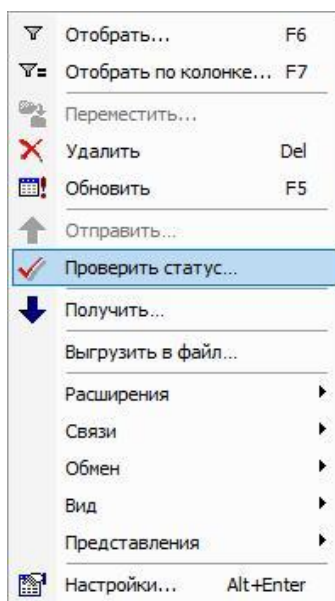 Отобрать... F6
Отобрать по колонке... F7
Переместить...
Удалить Del
Обновить F5
Отправить...
Проверить статус...
Получить...
Выгрузить в файл...
Расширения
Связи
Обмен
Вид
Представления
Настройки... Alt+Enter